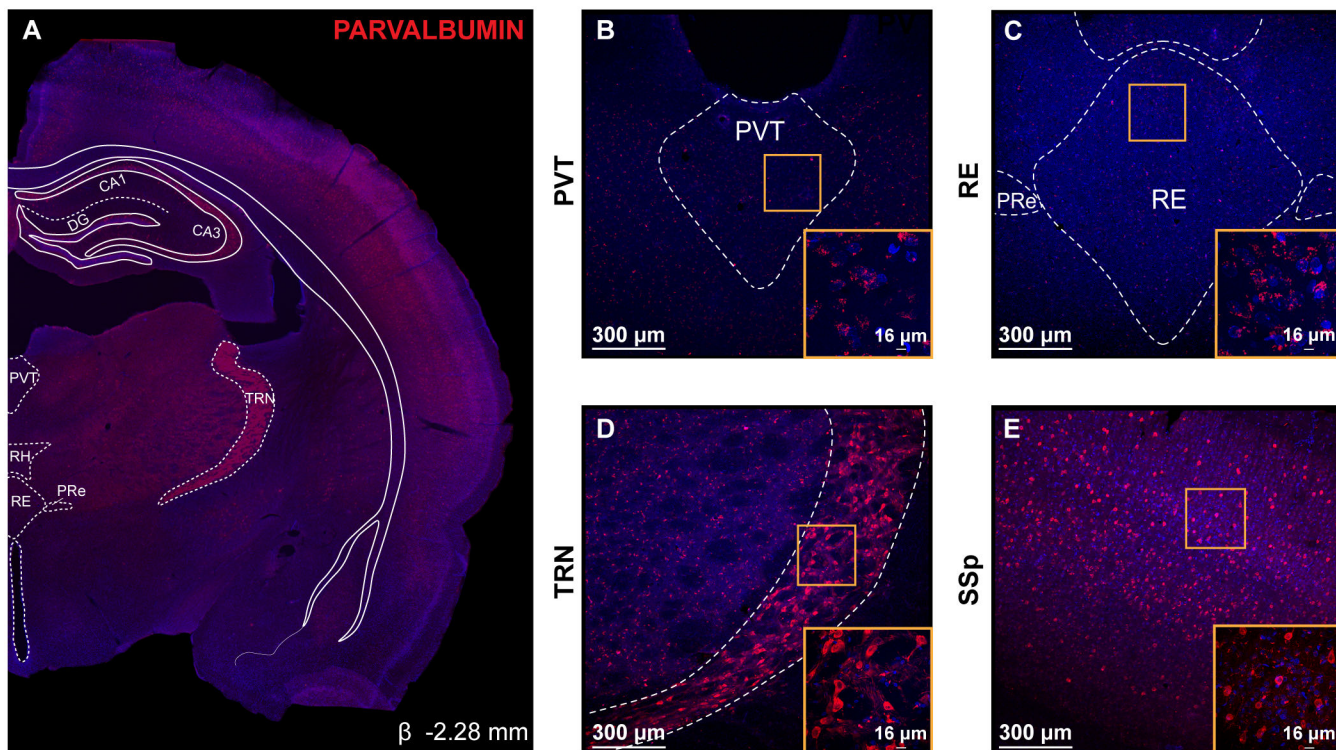 A
PARVALBUMIN
CA1
DG
CA3
PVT
TRN
RH
PRe
RE
β -2.28 mm
B
PV
PVT
PVT
300 µm
16 µm
C
RE
PRe
RE
300 µm
16 µm
D
TRN
300 µm
16 µm
E
SSp
300 µm
16 µm